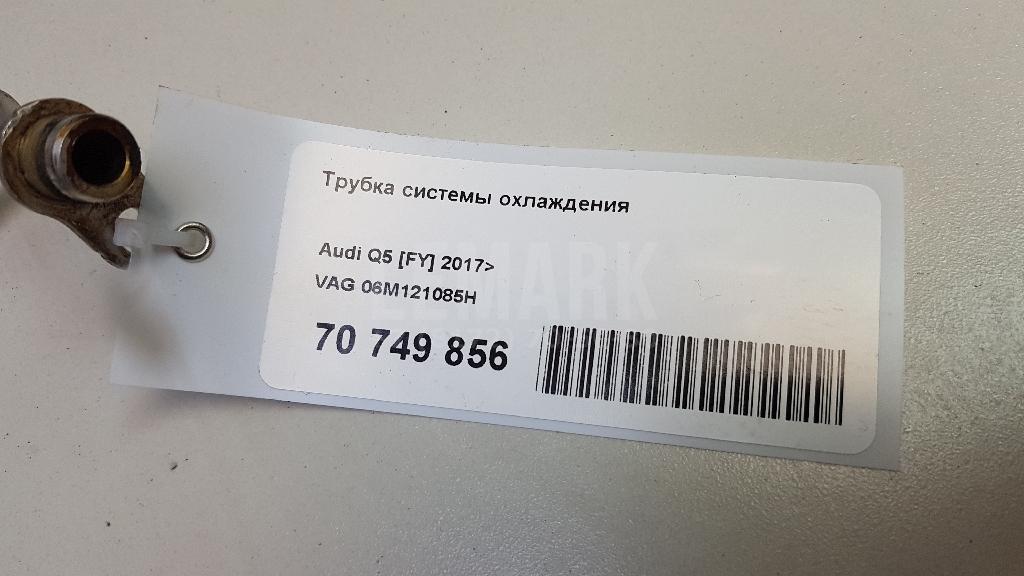 Трубка системы охлаждения
Audi Q5 [FY] 2017>
VAG 06M121085H
70 749 856